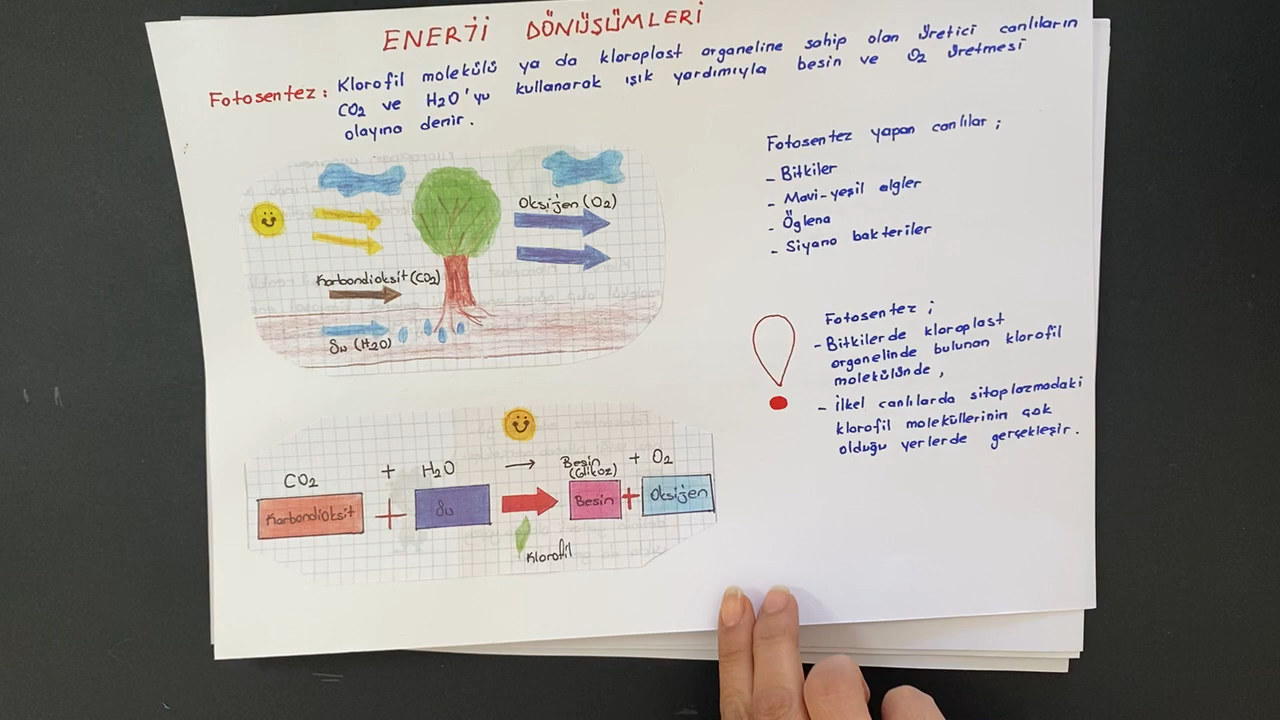 ENERJİ DÖNÜŞÜMLERİ
Fotosentez: Klorofil molekülü ya da kloroplast organeline sahip olan üretici canlıların
CO2 ve H2O'yu kullanarak ışık yardımıyla besin ve O2 üretmesi
olayına denir.
Oksijen (O2)
Karbondioksit (CO2)
Su (H2O)
CO2 + H2O → Besin (Glikoz) + O2
Karbondioksit + Su Besin + Oksijen
Klorofil
Fotosentez yapan canlılar;
- Bitkiler
- Mavi-yeşil algler
- Öglena
- Siyano bakteriler
Fotosentez;
- Bitkilerde kloroplast
organelinde bulunan klorofil
molekülünde,
- İlkel canlılarda sitoplazmadaki
klorofil moleküllerinin çok
olduğu yerlerde gerçekleşir.